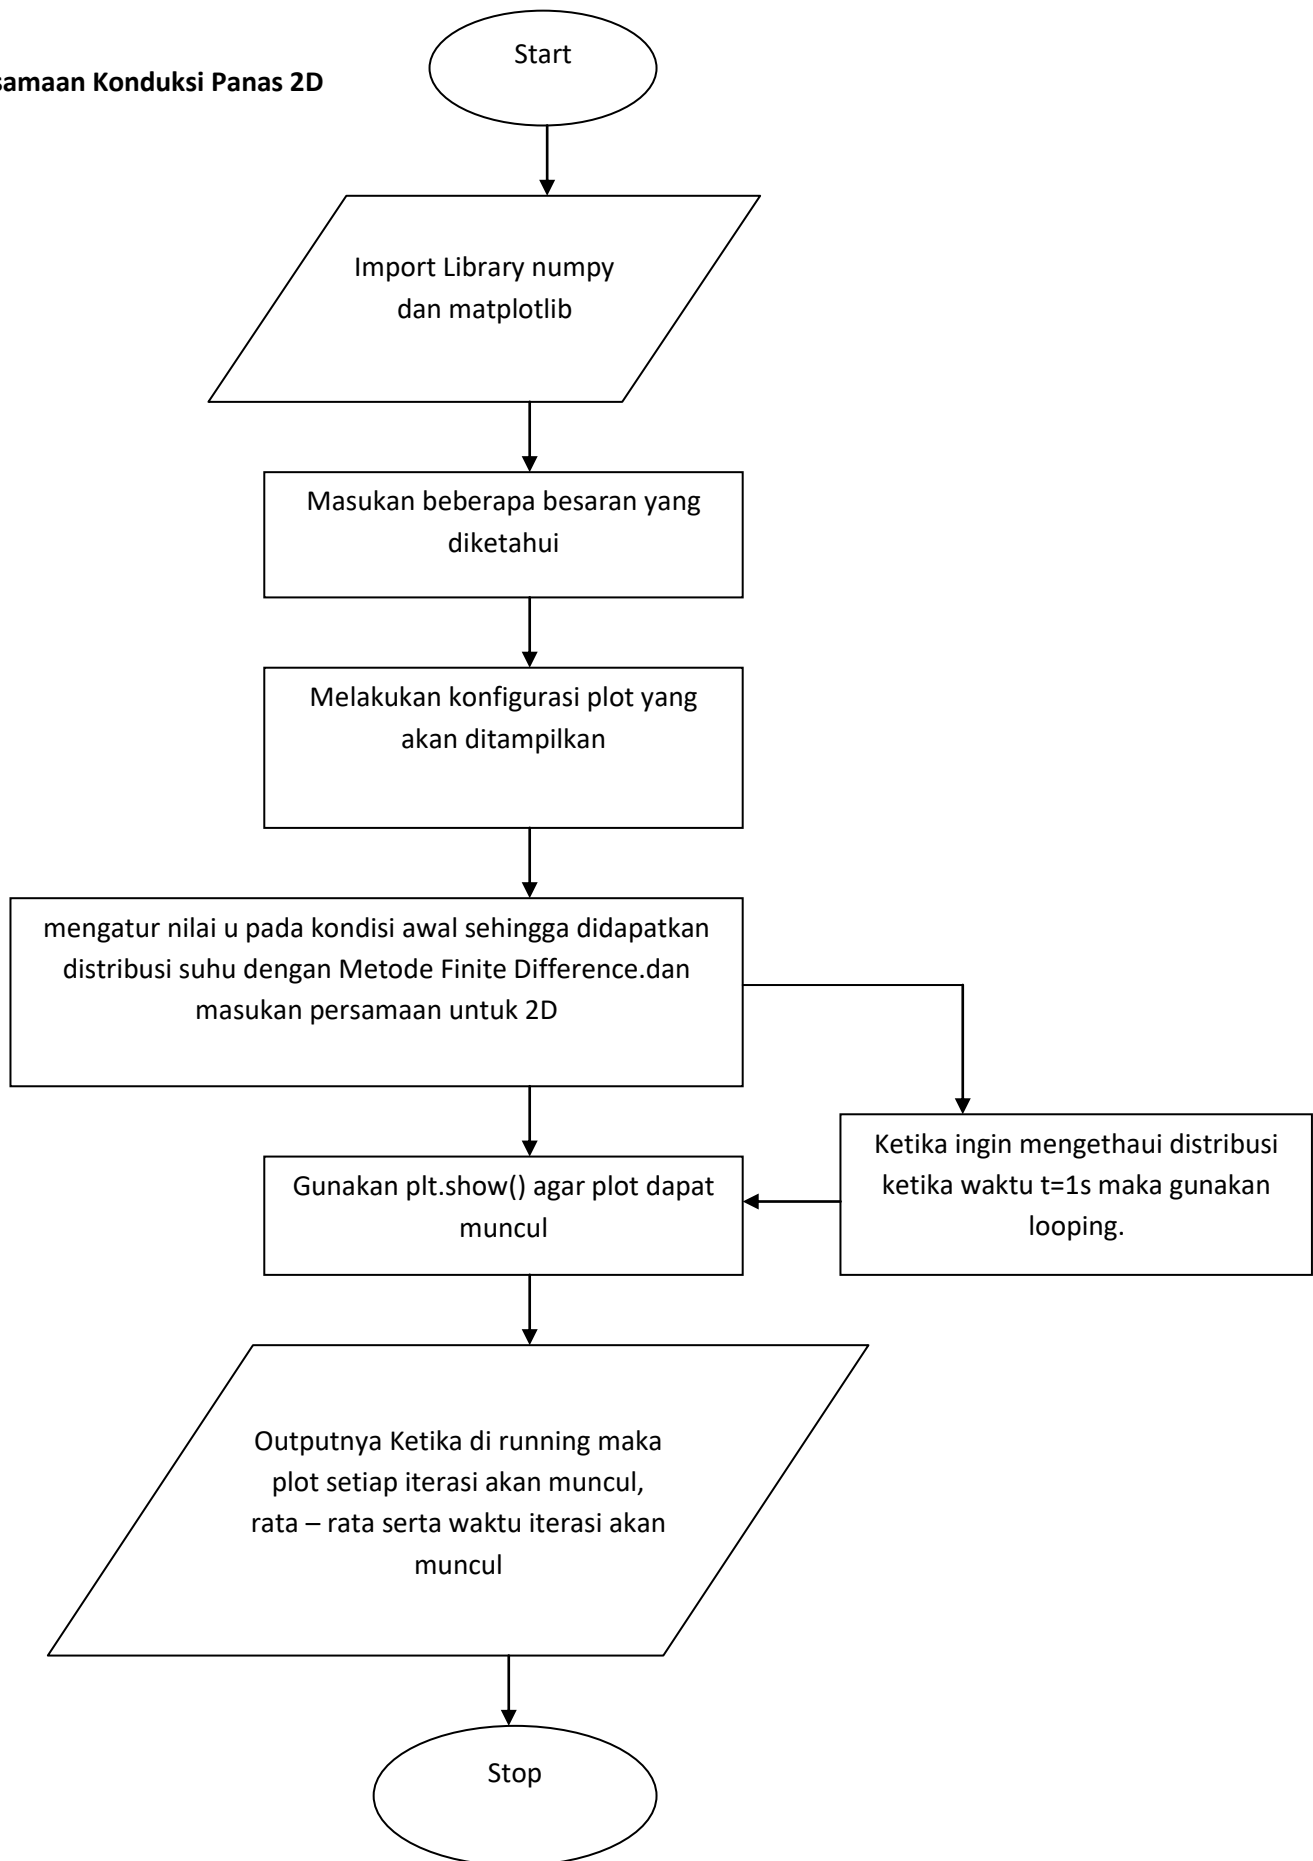 Start
samaan Konduksi Panas 2D
Import Library numpy
dan matplotlib
Masukan beberapa besaran yang
diketahui
Melakukan konfigurasi plot yang
akan ditampilkan
mengatur nilai u pada kondisi awal sehingga didapatkan
distribusi suhu dengan Metode Finite Difference.dan
masukan persamaan untuk 2D
Ketika ingin mengethaui distribusi
ketika waktu t=1s maka gunakan
looping.
Gunakan plt.show() agar plot dapat
muncul
Outputnya Ketika di running maka
plot setiap iterasi akan muncul,
rata – rata serta waktu iterasi akan
muncul
Stop